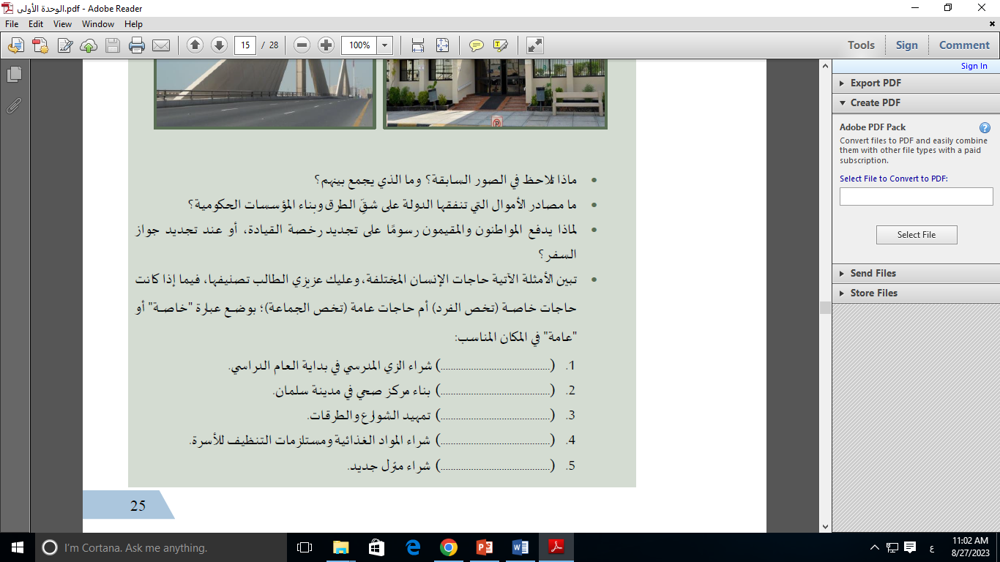 الوحدة الأولى.pdf - Adobe Reader
File Edit View Window Help
15 / 28 100% Tools Sign Comment
Sign In
Export PDF
Create PDF
Adobe PDF Pack
Convert files to PDF and easily combine
them with other file types with a paid
subscription.
Select File to Convert to PDF:
Select File
Send Files
Store Files
• ماذا تلاحظ في الصور السابقة؟ وما الذي يجمع بينهم؟
• ما مصادر الأموال التي تنفقها الدولة على شقِّ الطرق وبناء المؤسسات الحكومية؟
• لماذا يدفع المواطنون والمقيمون رسومًا على تجديد رخصة القيادة، أو عند تجديد جواز
السفر؟
• تبين الأمثلة الآتية حاجات الإنسان المختلفة، وعليك عزيزي الطالب تصنيفها، فيما إذا كانت
حاجات خاصة (تخص الفرد) أم حاجات عامة (تخص الجماعة)؛ بوضع عبارة "خاصة" أو
"عامة" في المكان المناسب:
1. (...........................................) شراء الزي المدرسي في بداية العام الدراسي.
2. (...........................................) بناء مركز صحي في مدينة سلمان.
3. (...........................................) تمهيد الشوارع والطرقات.
4. (...........................................) شراء المواد الغذائية ومستلزمات التنظيف للأسرة.
5. (...........................................) شراء منزل جديد.
25
I'm Cortana. Ask me anything.
ع
11:02 AM
8/27/2023